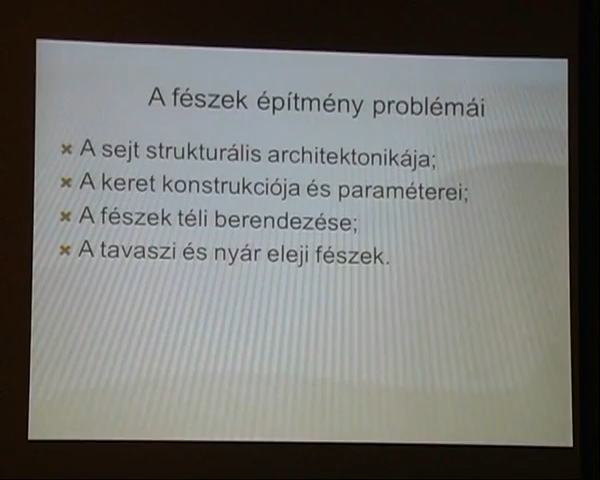 A fészek építmény problémái
A sejt strukturális architektonikája;
A keret konstrukciója és paraméterei;
A fészek téli berendezése;
A tavaszi és nyár eleji fészek.